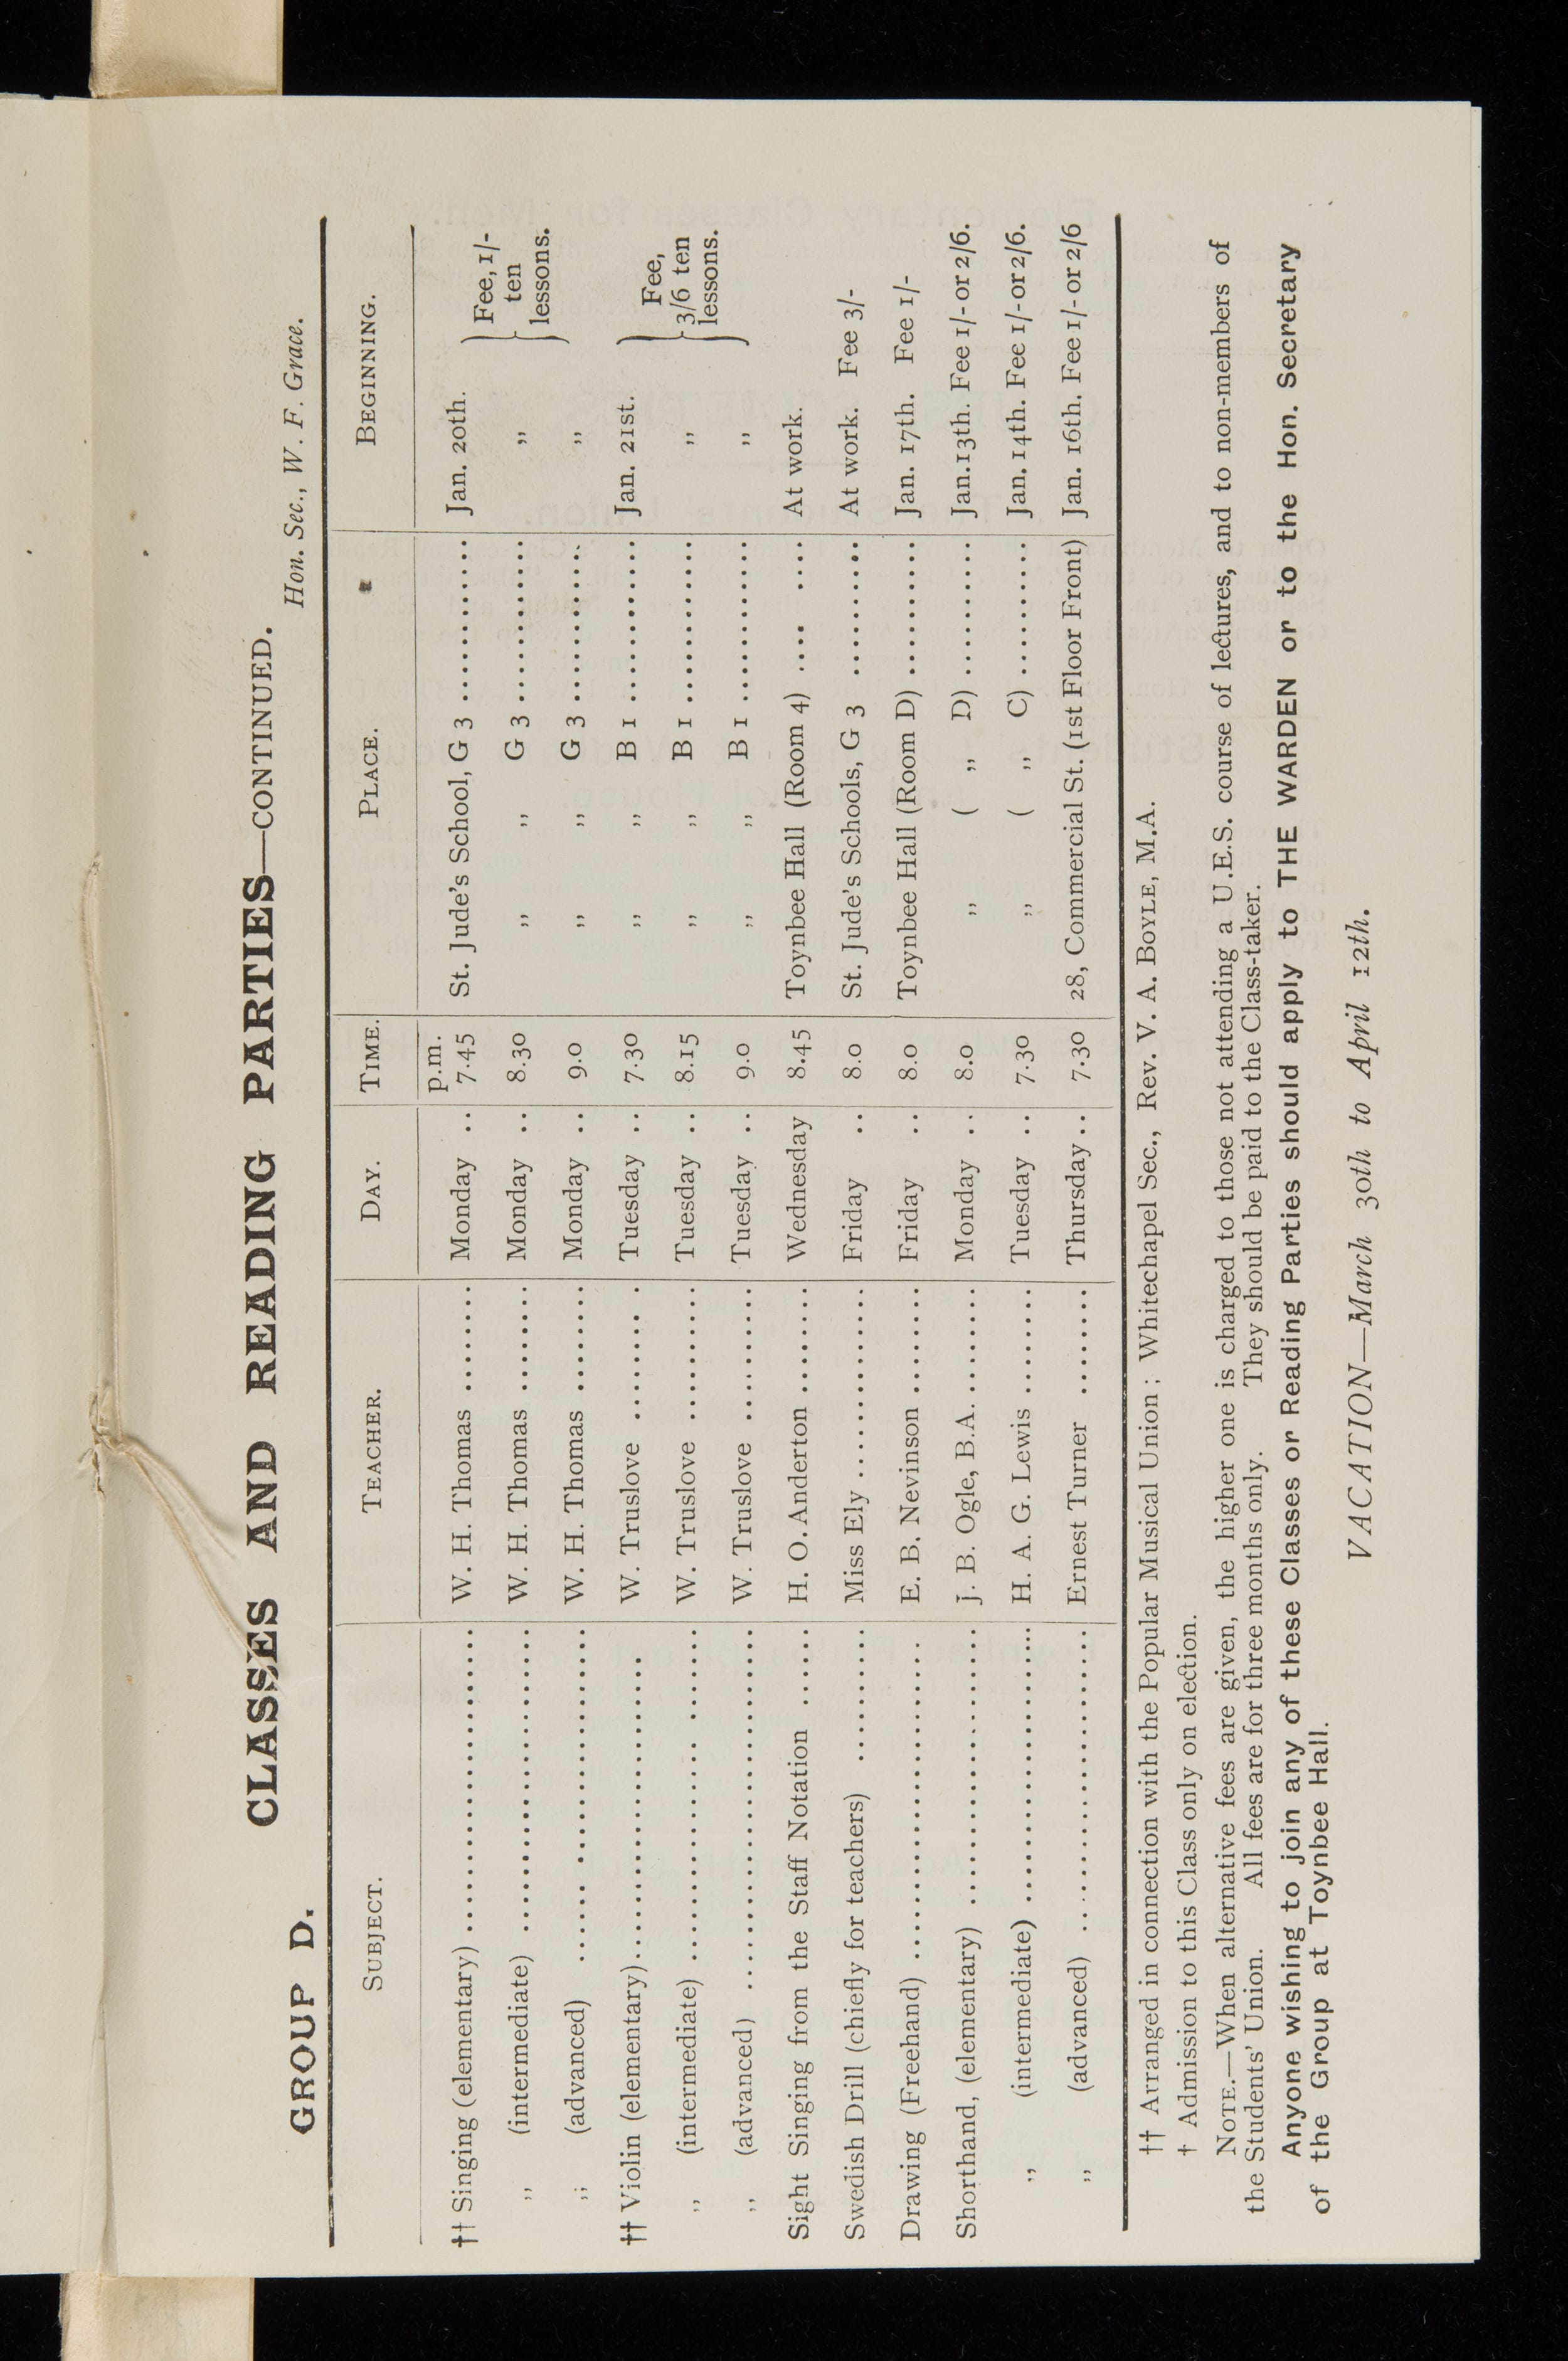 CLASSES AND READING PARTIES—CONTINUED.
GROUP D. Hon. Sec., W. F. Grace.
SUBJECT. TEACHER. DAY. TIME. PLACE. BEGINNING.
p.m.
†† Singing (elementary) W. H. Thomas Monday 7.45 St. Jude's School, G 3 Jan. 20th. Fee, 1/-
,, (intermediate) W. H. Thomas Monday 8.30 ,, ,, G 3 ,, ten
,, (advanced) W. H. Thomas Monday 9.0 ,, ,, G 3 ,, lessons.
†† Violin (elementary) W. Truslove Tuesday 7.30 ,, ,, B 1 Jan. 21st. Fee,
,, (intermediate) W. Truslove Tuesday 8.15 ,, ,, B 1 ,, 3/6 ten
,, (advanced) W. Truslove Tuesday 9.0 ,, ,, B 1 ,, lessons.
Sight Singing from the Staff Notation H. O. Anderton Wednesday 8.45 Toynbee Hall (Room 4) At work.
Swedish Drill (chiefly for teachers) Miss Ely Friday 8.0 St. Jude's Schools, G 3 At work. Fee 3/-
Drawing (Freehand) E. B. Nevinson Friday 8.0 Toynbee Hall (Room D) Jan. 17th. Fee 1/-
Shorthand, (elementary) J. B. Ogle, B.A. Monday 8.0 ,, ( ,, D) Jan. 13th. Fee 1/- or 2/6.
,, (intermediate) H. A. G. Lewis Tuesday 7.30 ,, ( ,, C) Jan. 14th. Fee 1/- or 2/6.
,, (advanced) Ernest Turner Thursday 7.30 28, Commercial St. (1st Floor Front) Jan. 16th. Fee 1/- or 2/6
†† Arranged in connection with the Popular Musical Union; Whitechapel Sec., Rev. V. A. BOYLE, M.A.
† Admission to this Class only on election.
NOTE.—When alternative fees are given, the higher one is charged to those not attending a U.E.S. course of lectures, and to non-members of
the Students' Union. All fees are for three months only. They should be paid to the Class-taker.
Anyone wishing to join any of these Classes or Reading Parties should apply to THE WARDEN or to the Hon. Secretary
of the Group at Toynbee Hall.
VACATION—March 30th to April 12th.